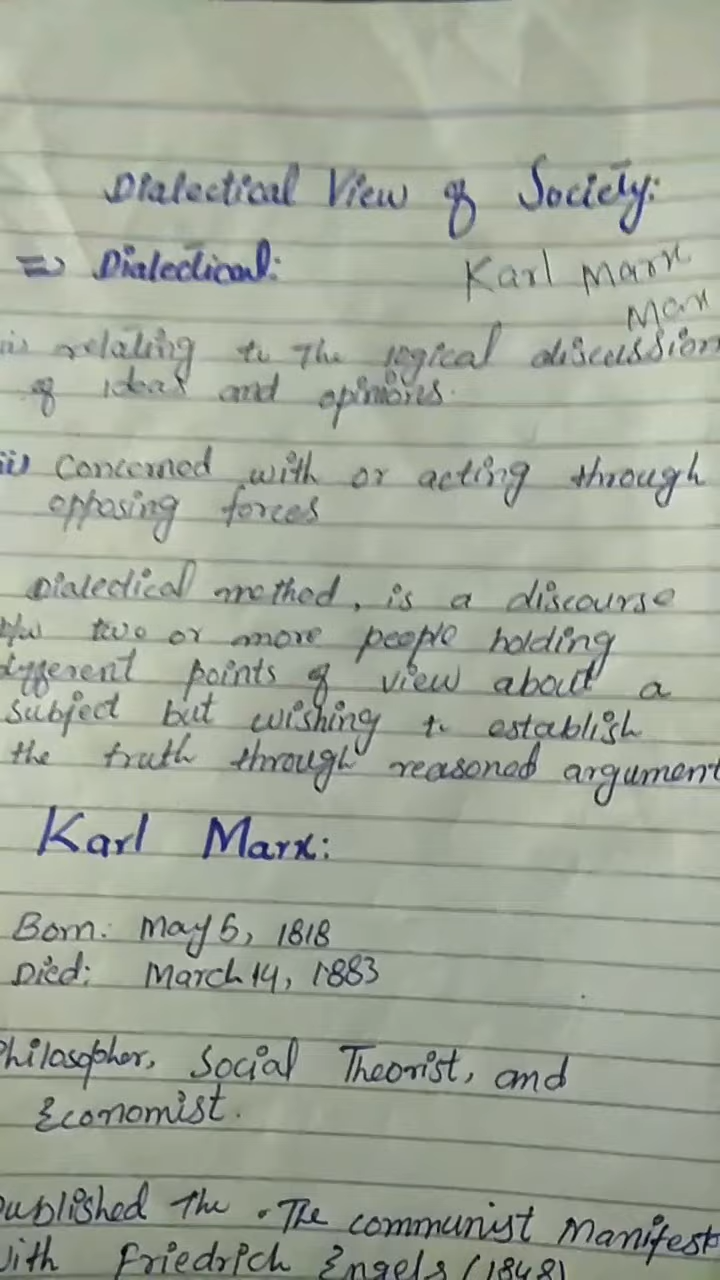 Dialectical View of Society:
=> Dialectical:
Karl Marx
Marx
i) relating to The logical discussion
of ideas and opinions.
ii) Concerned with or acting through
opposing forces
Dialectical method, is a discourse
b/w two or more people holding
different points of view about a
subject but wishing to establish
the truth through reasoned argument
Karl Marx:
Born: May 5, 1818
Died: March 14, 1883
Philosopher, Social Theorist, and
Economist.
Published The . The communist Manifest
with Friedrich Engels (1848)